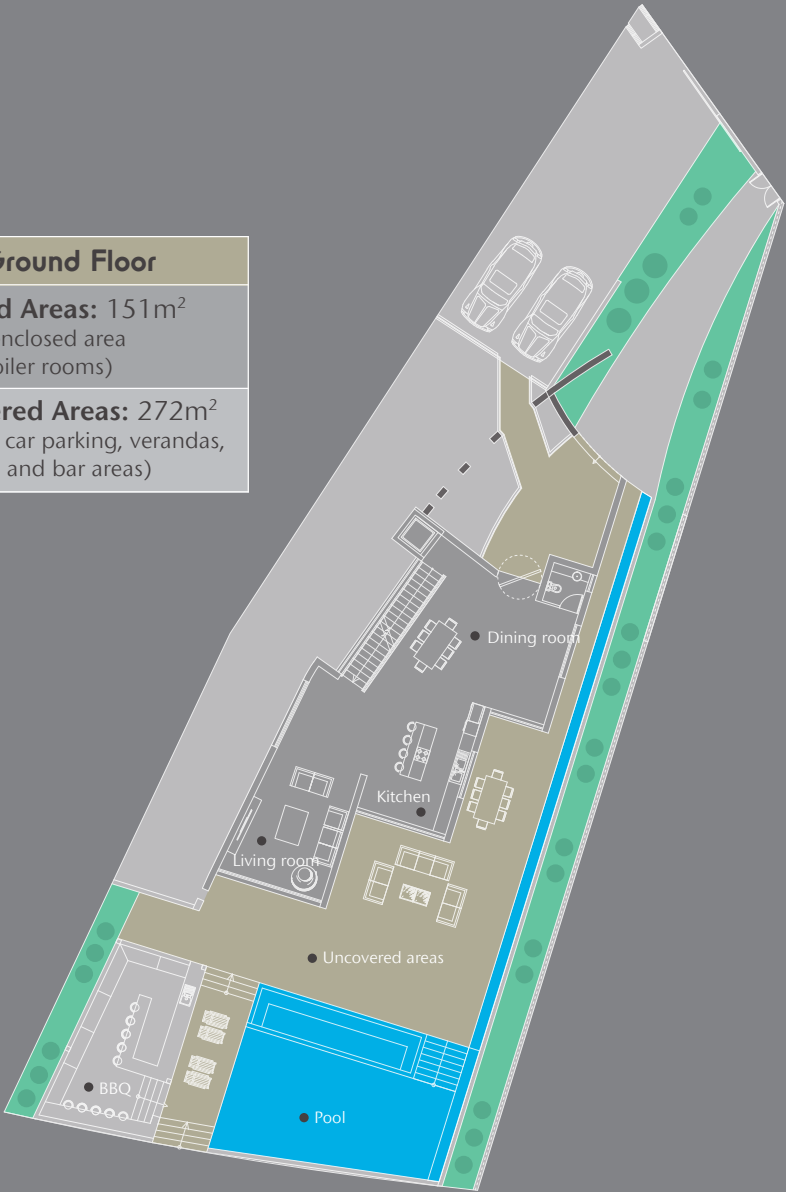 Ground Floor
d Areas: 151m²
nclosed area
oiler rooms)
red Areas: 272m²
car parking, verandas,
and bar areas)
Dining room
Kitchen
Living room
Uncovered areas
BBQ
Pool